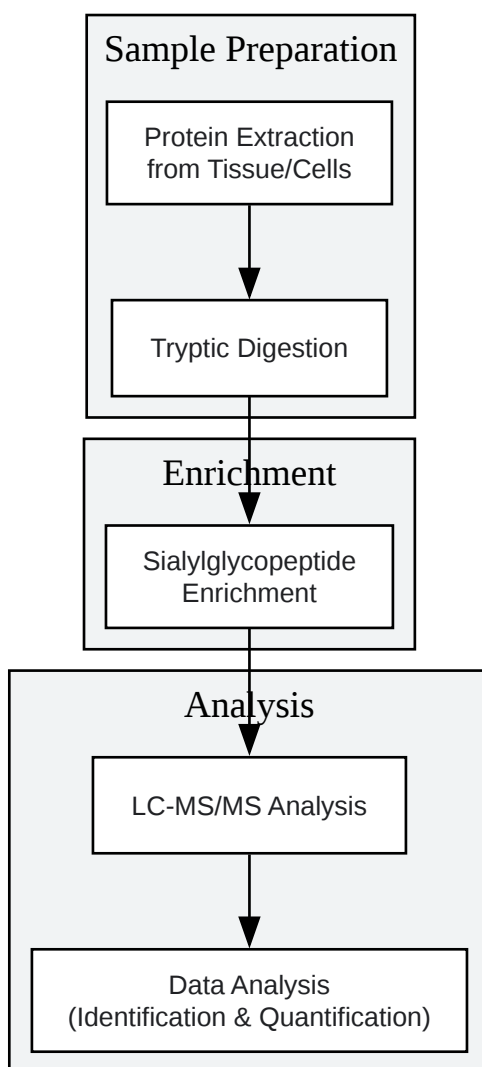 Sample Preparation
Protein Extraction
from Tissue/Cells
Tryptic Digestion
Enrichment
Sialylglycopeptide
Enrichment
Analysis
LC-MS/MS Analysis
Data Analysis
(Identification & Quantification)